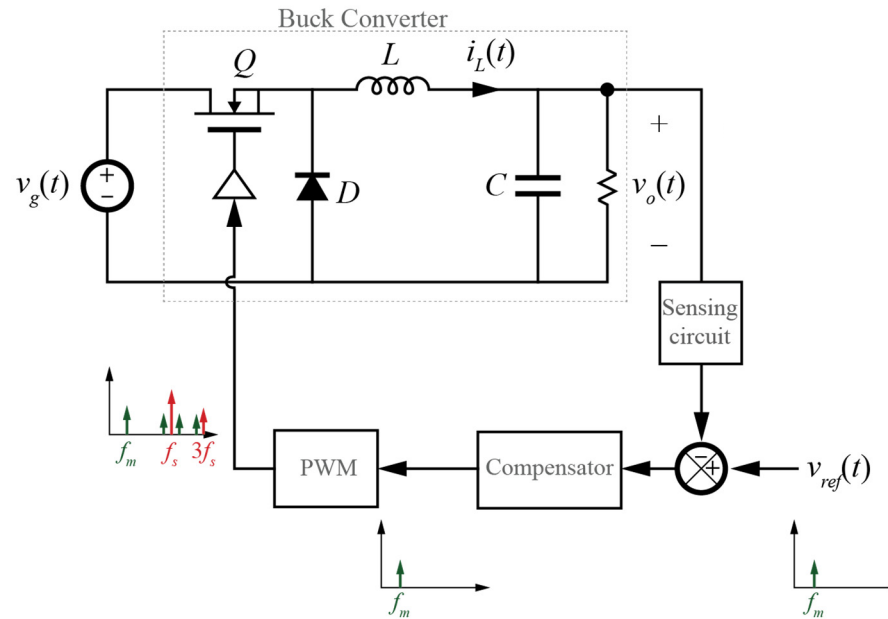 Buck Converter
Q
L
i_L(t)
+
v_g(t)
+
−
D
C
v_o(t)
−
Sensing
circuit
f_m
f_s
3f_s
PWM
Compensator
−
+
v_ref(t)
f_m
f_m